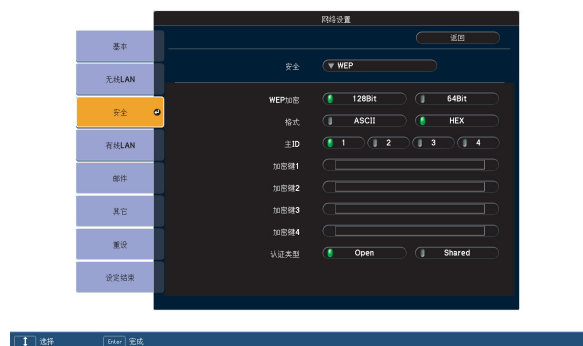 网络设置
返回
基本
无线LAN
安全
有线LAN
邮件
其它
重设
设定结束
安全 WEP
WEP加密 128Bit 64Bit
格式 ASCII HEX
主ID 1 2 3 4
加密键1
加密键2
加密键3
加密键4
认证类型 Open Shared
选择 Enter 完成